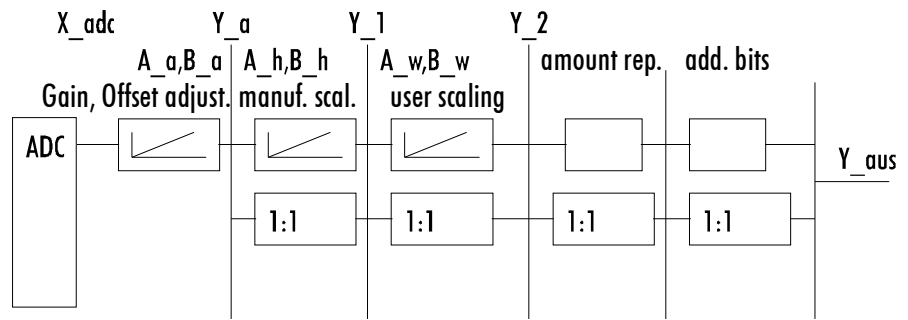 X_adc Y_a Y_1 Y_2
A_a,B_a A_h,B_h A_w,B_w amount rep. add. bits
Gain, Offset adjust. manuf. scal. user scaling
ADC
Y_aus
1:1 1:1 1:1 1:1